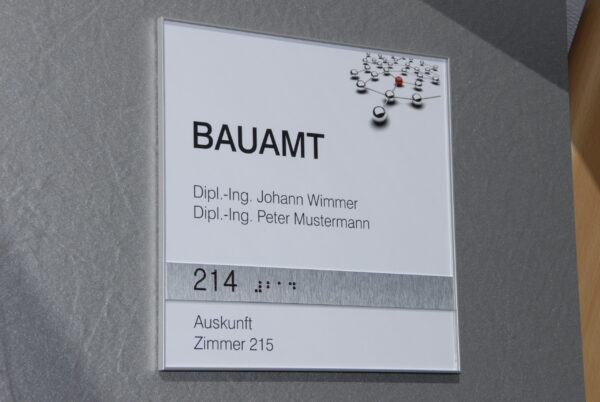 BAUAMT
Dipl.-Ing. Johann Wimmer
Dipl.-Ing. Peter Mustermann
214 ⠼⠃⠁⠙
Auskunft
Zimmer 215